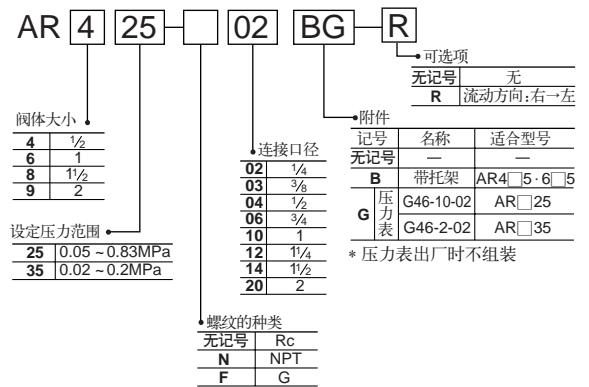 AR 4 25 - □ 02 BG - R
可选项
无记号 无
R 流动方向:右→左
附件
记号 名称 适合型号
无记号 — —
B 带托架 AR4□5·6□5
G 压力表 G46-10-02 AR□25
G46-2-02 AR□35
* 压力表出厂时不组装
阀体大小
4 ½
6 1
8 1½
9 2
设定压力范围
25 0.05 ~ 0.83MPa
35 0.02 ~ 0.2MPa
连接口径
02 ¼
03 ⅜
04 ½
06 ¾
10 1
12 1¼
14 1½
20 2
螺纹的种类
无记号 Rc
N NPT
F G